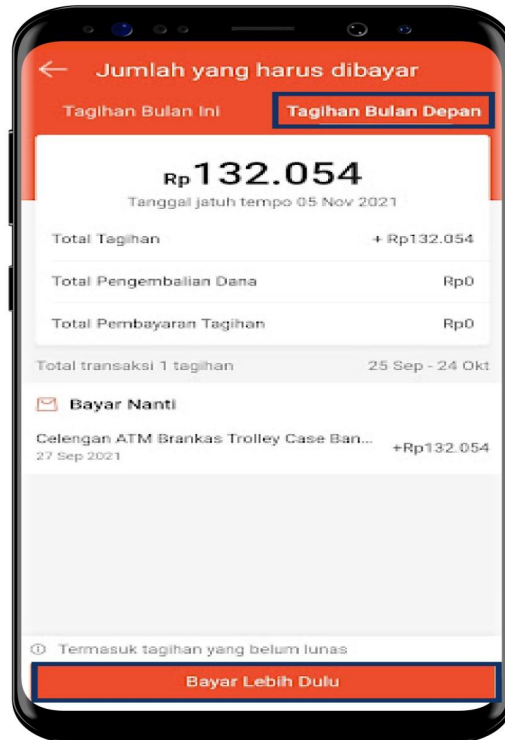 Jumlah yang harus dibayar
Tagihan Bulan Ini Tagihan Bulan Depan
Rp132.054
Tanggal jatuh tempo 05 Nov 2021
Total Tagihan + Rp132.054
Total Pengembalian Dana Rp0
Total Pembayaran Tagihan Rp0
Total transaksi 1 tagihan 25 Sep - 24 Okt
Bayar Nanti
Celengan ATM Brankas Trolley Case Ban... +Rp132.054
27 Sep 2021
Termasuk tagihan yang belum lunas
Bayar Lebih Dulu